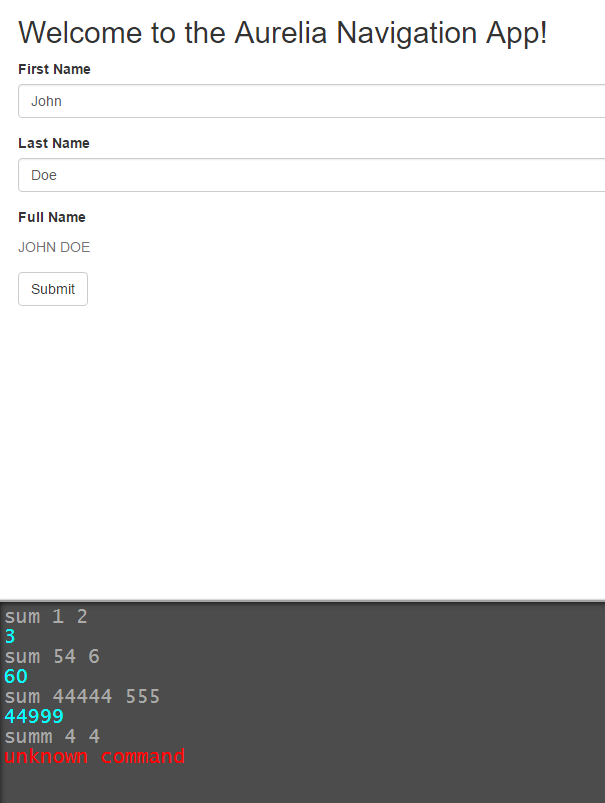 Welcome to the Aurelia Navigation App!
First Name
John
Last Name
Doe
Full Name
JOHN DOE
Submit
sum 1 2
3
sum 54 6
60
sum 44444 555
44999
summ 4 4
unknown command